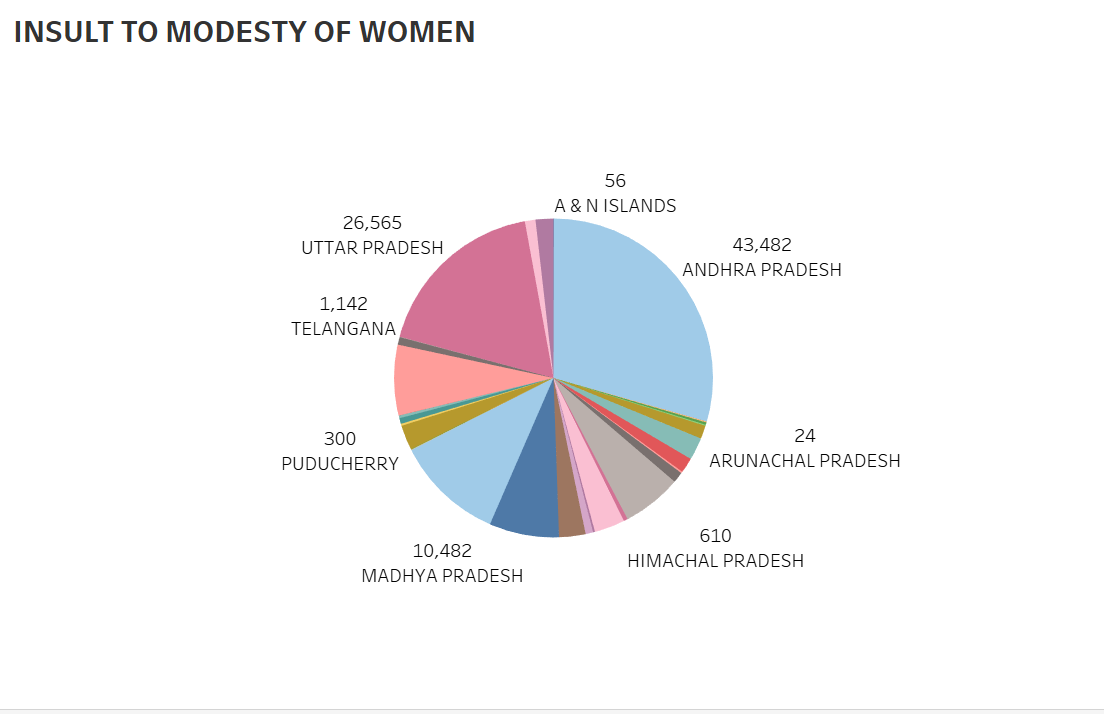 INSULT TO MODESTY OF WOMEN
56
A & N ISLANDS
43,482
ANDHRA PRADESH
26,565
UTTAR PRADESH
1,142
TELANGANA
24
ARUNACHAL PRADESH
300
PUDUCHERRY
610
HIMACHAL PRADESH
10,482
MADHYA PRADESH